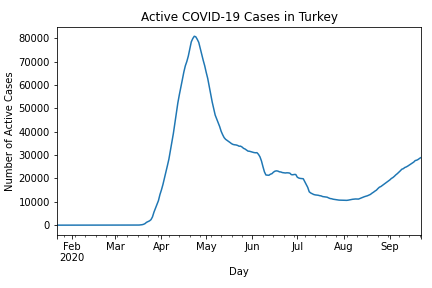 Active COVID-19 Cases in Turkey
Number of Active Cases
80000
70000
60000
50000
40000
30000
20000
10000
0
Feb Mar Apr May Jun Jul Aug Sep
2020
Day